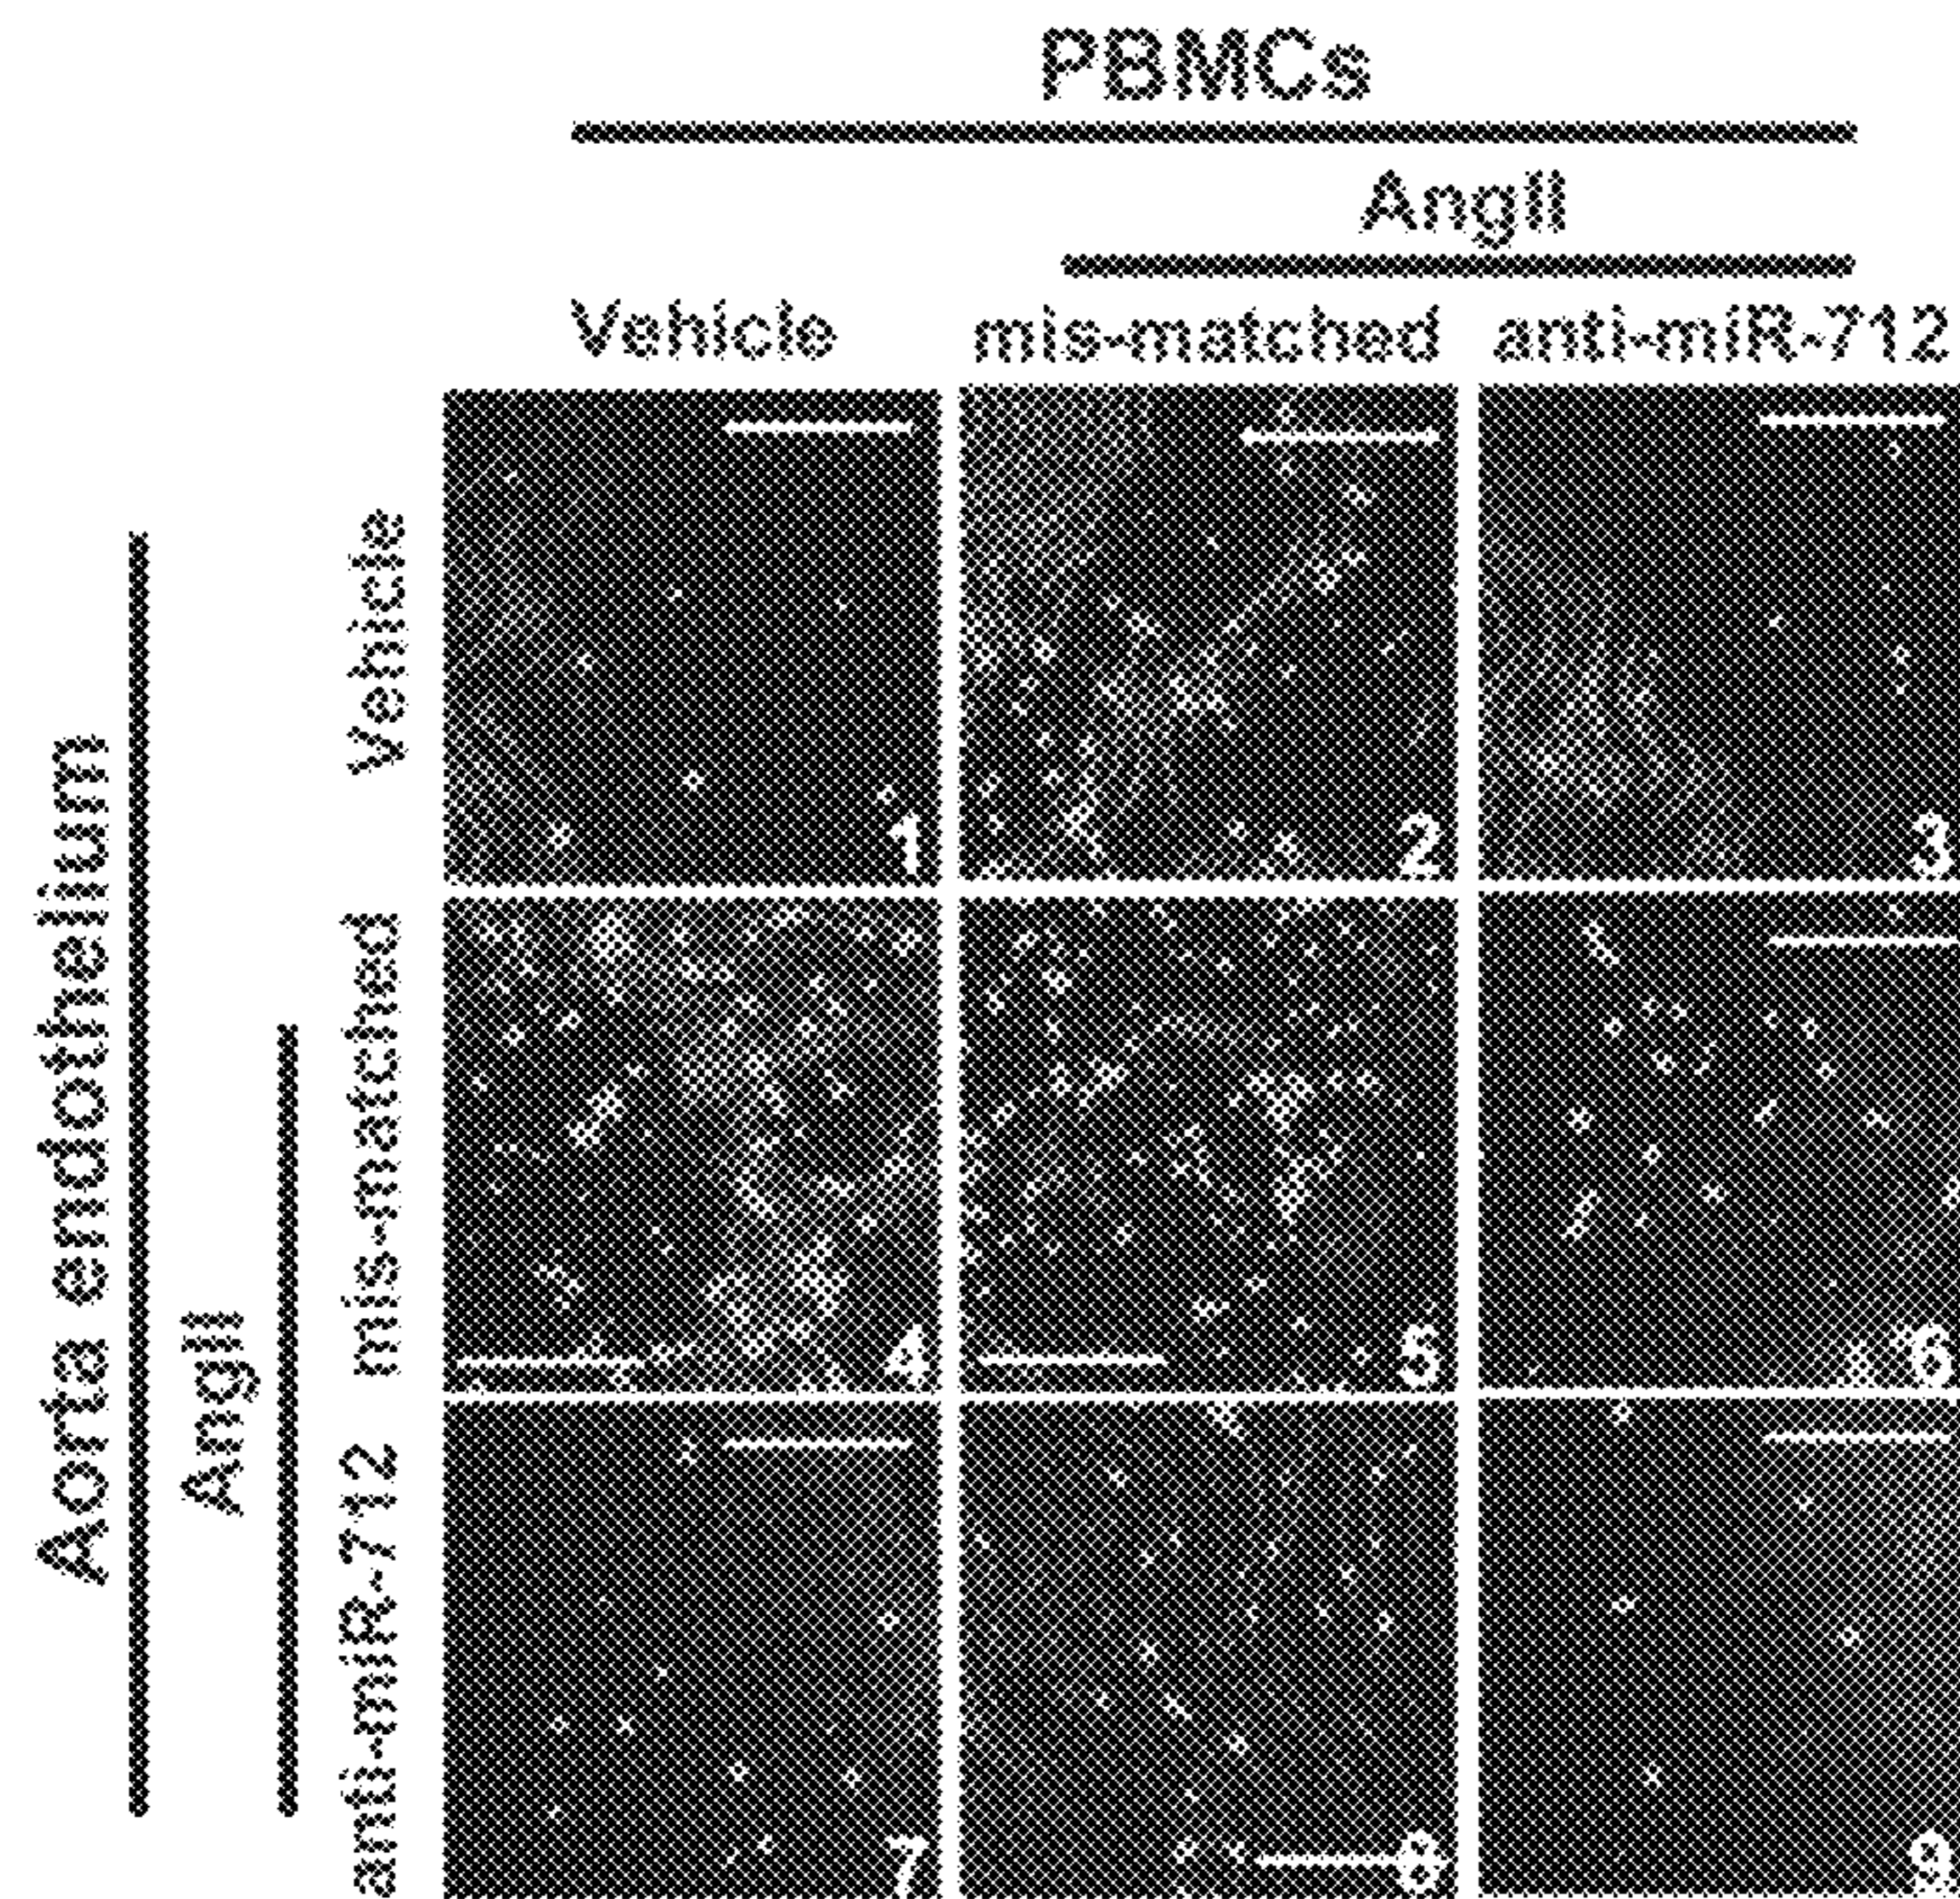 PBMCs
AngII
Vehicle mis-matched anti-miR-712
Aorta endothelium
AngII
Vehicle
mis-matched
anti-miR-712
1 2 3
4 5 6
7 8 9